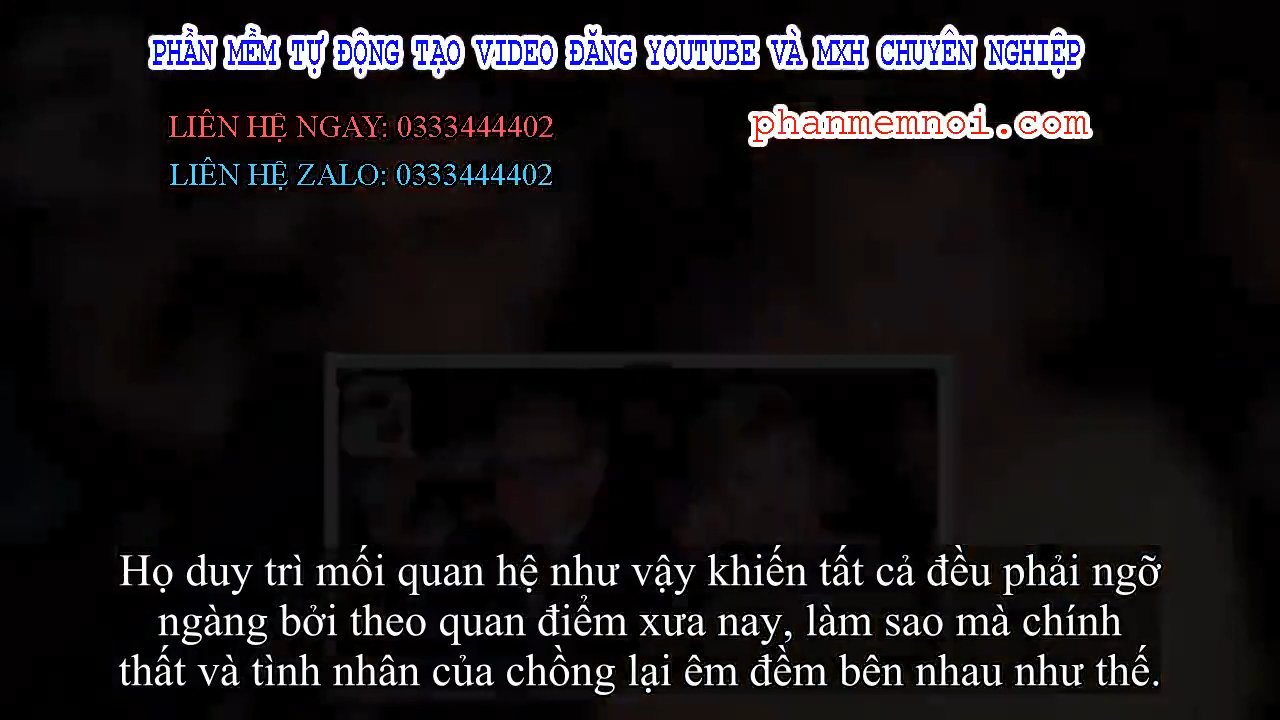 PHẦN MỀM TỰ ĐỘNG TẠO VIDEO ĐĂNG YOUTUBE VÀ MXH CHUYÊN NGHIỆP
LIÊN HỆ NGAY: 0333444402
phanmemnoi.com
LIÊN HỆ ZALO: 0333444402
Họ duy trì mối quan hệ như vậy khiến tất cả đều phải ngỡ
ngàng bởi theo quan điểm xưa nay, làm sao mà chính
thất và tình nhân của chồng lại êm đềm bên nhau như thế.